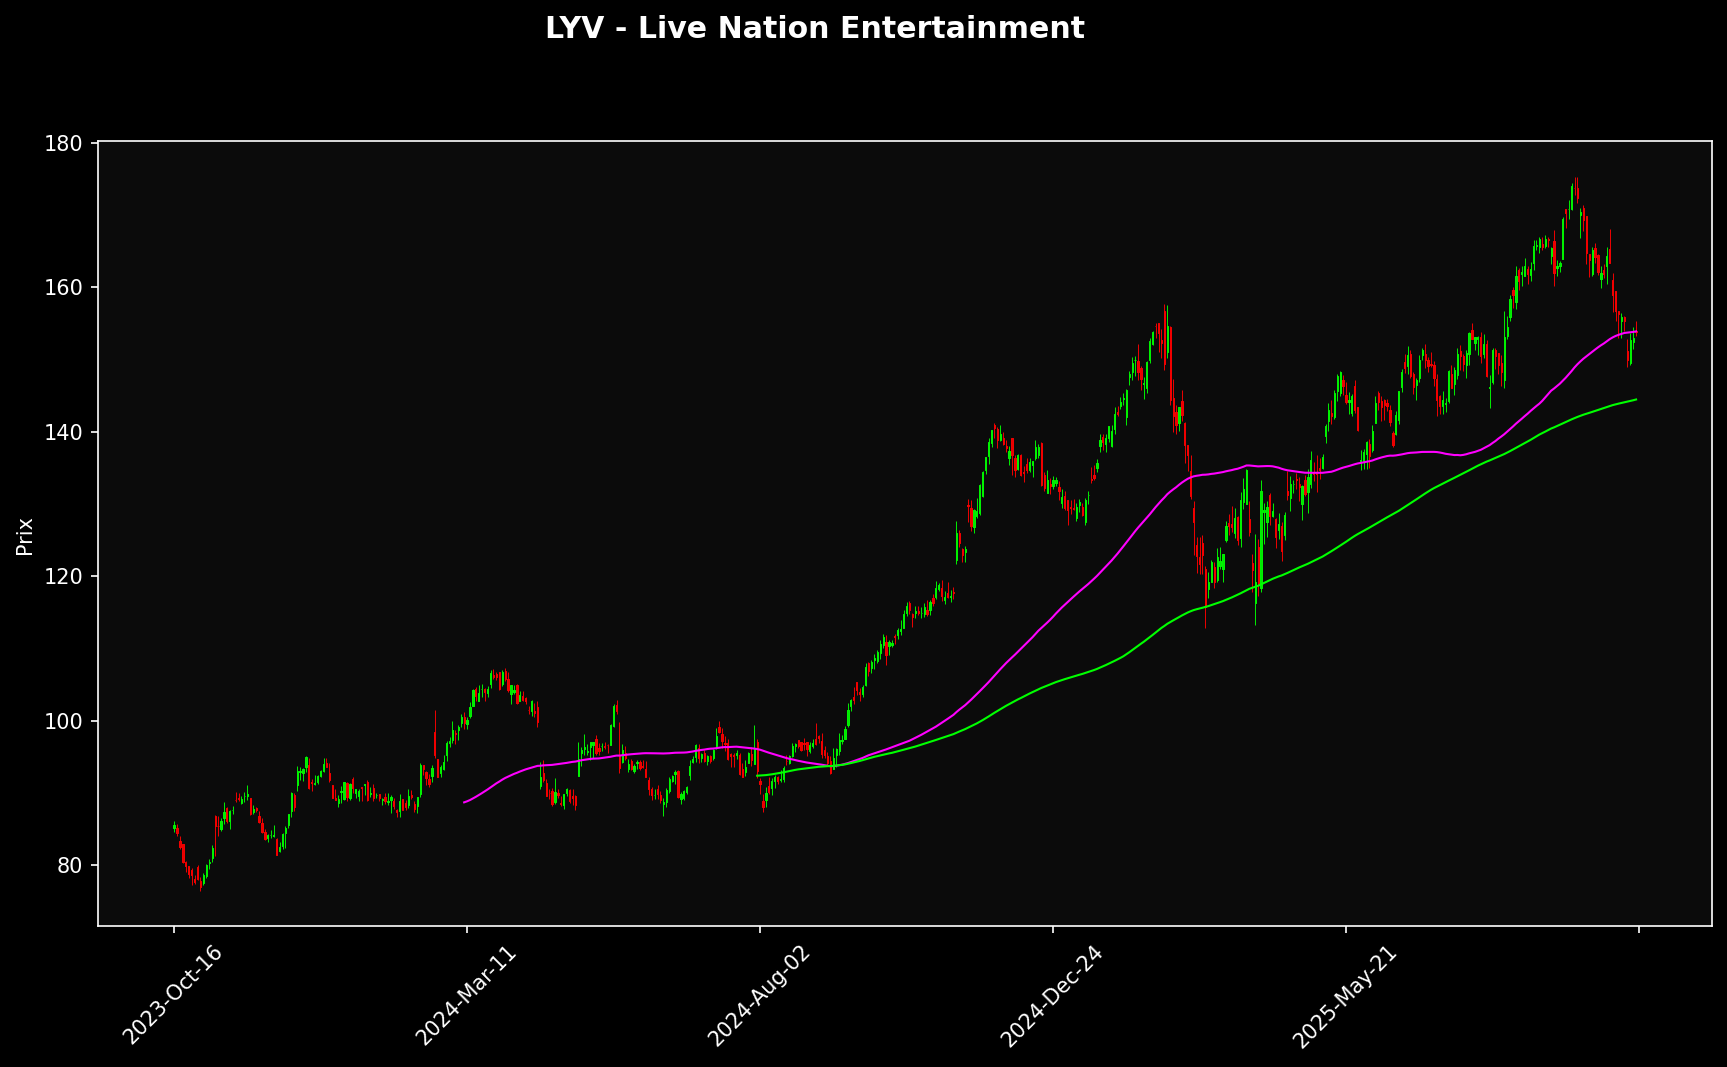 LYV - Live Nation Entertainment
Prix
180
160
140
120
100
80
2023-Oct-16
2024-Mar-11
2024-Aug-02
2024-Dec-24
2025-May-21